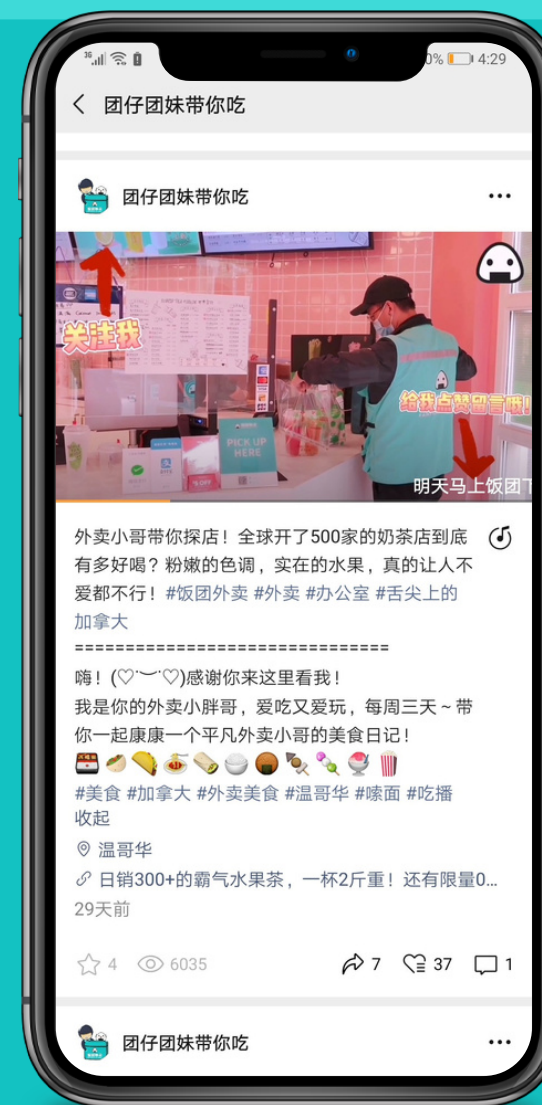 4:29
团仔团妹带你吃
团仔团妹带你吃
关注我
PICK UP
HERE
给我点赞留言哦!
明天马上饭团下
外卖小哥带你探店！全球开了500家的奶茶店到底
有多好喝？粉嫩的色调，实在的水果，真的让人不
爱都不行！#饭团外卖 #外卖 #办公室 #舌尖上的
加拿大
================================
嗨！(♡˙︶˙♡)感谢你来这里看我！
我是你的外卖小胖哥，爱吃又爱玩，每周三天～带
你一起康康一个平凡外卖小哥的美食日记！
🍱🥙🌮🍝🌯🍚🍘🍢🍡🍧🍿
#美食 #加拿大 #外卖美食 #温哥华 #嗦面 #吃播
收起
温哥华
日销300+的霸气水果茶，一杯2斤重！还有限量0...
29天前
4 6035 7 37 1
团仔团妹带你吃